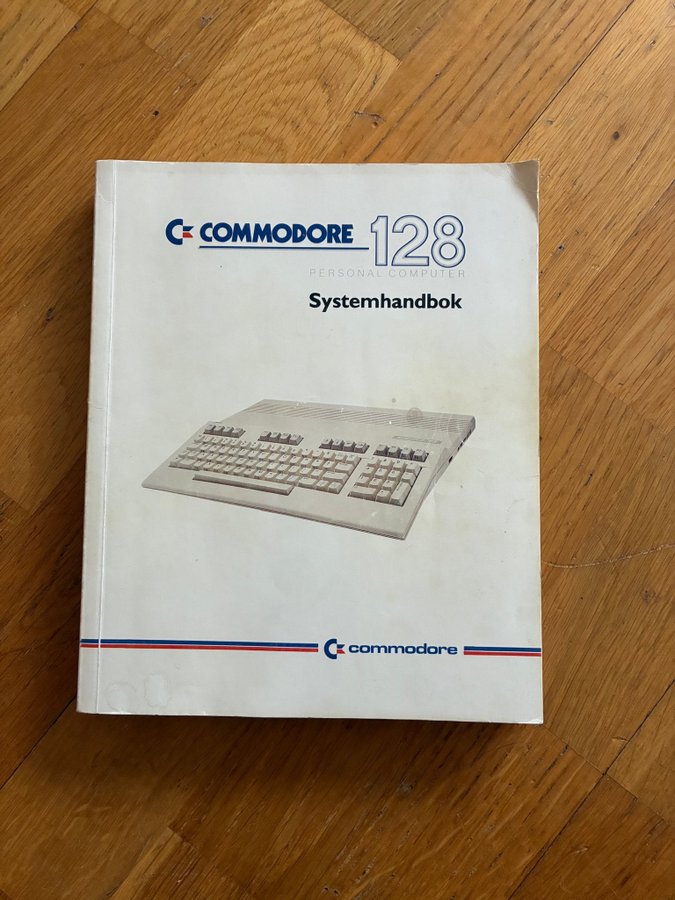 COMMODORE 128
PERSONAL COMPUTER
Systemhandbok
commodore